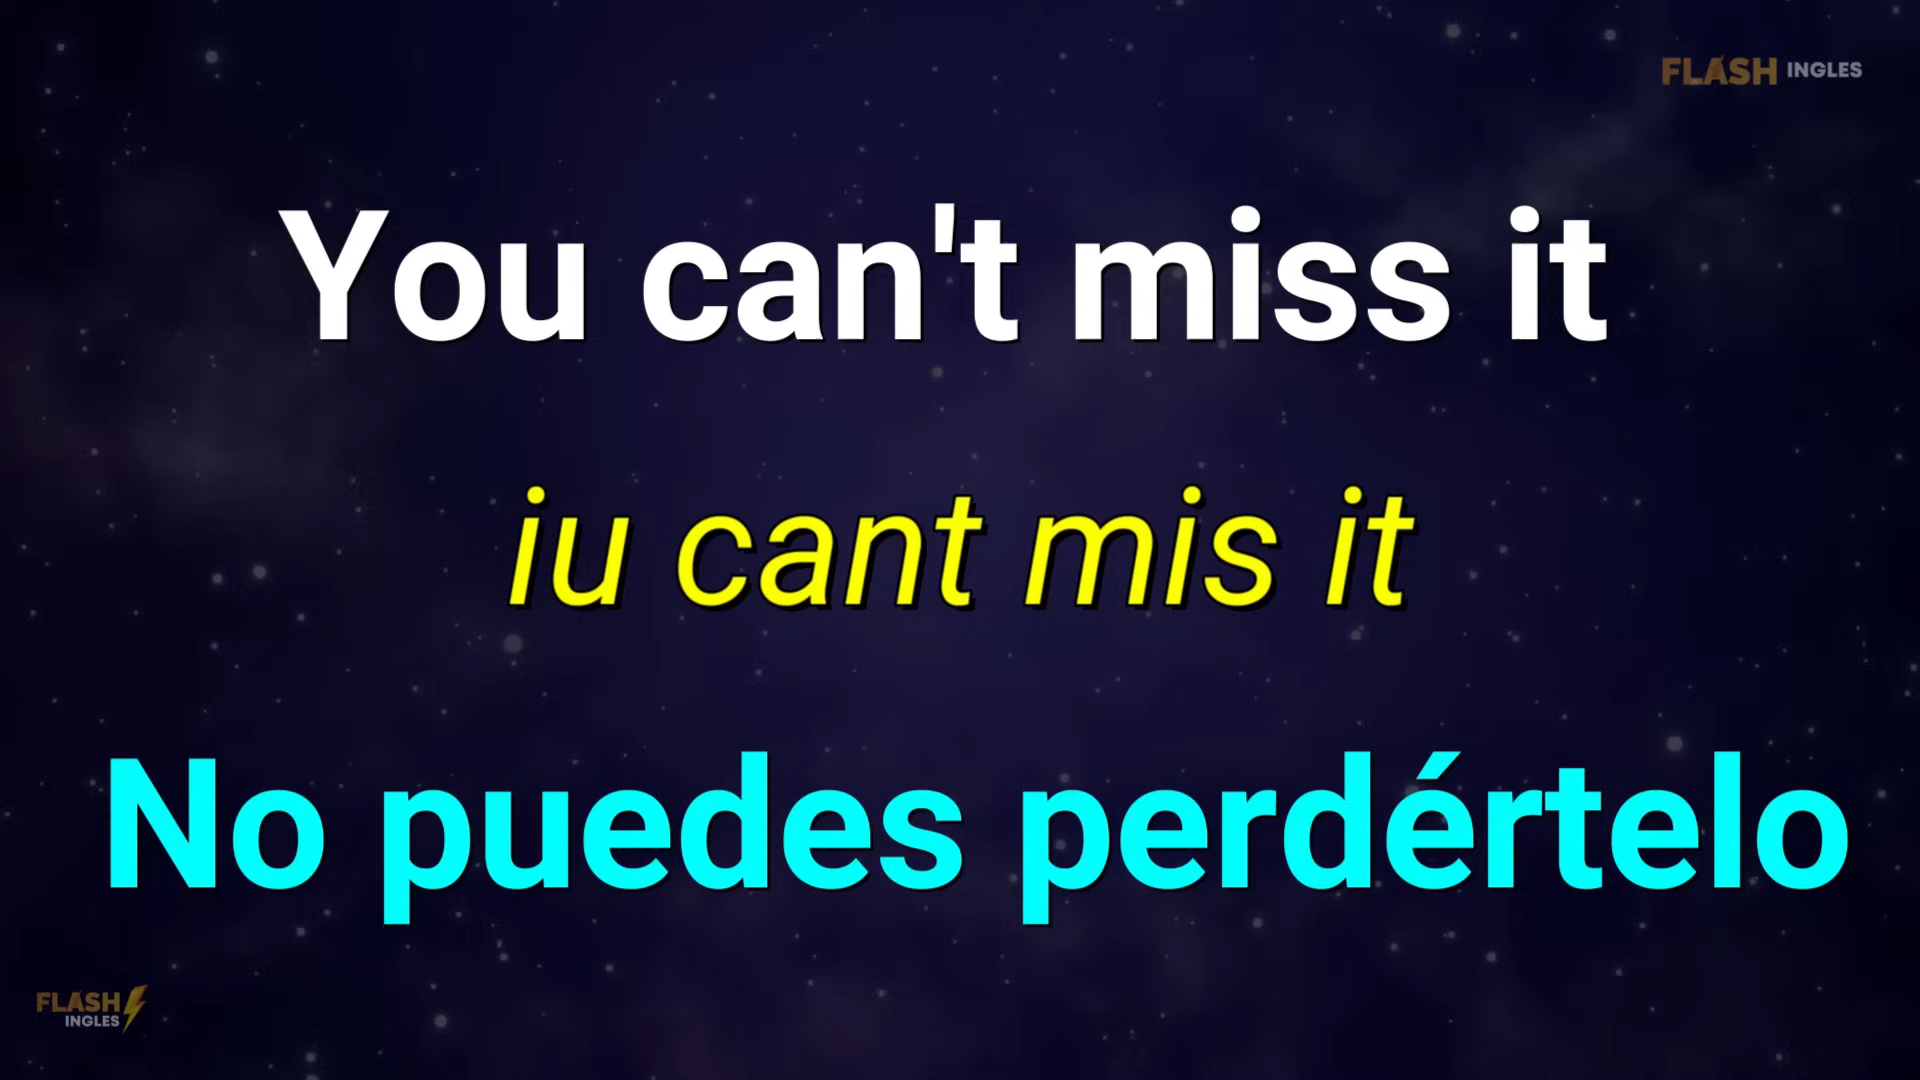 FLASH INGLES
You can't miss it
iu cant mis it
No puedes perdértelo
FLASH
INGLES